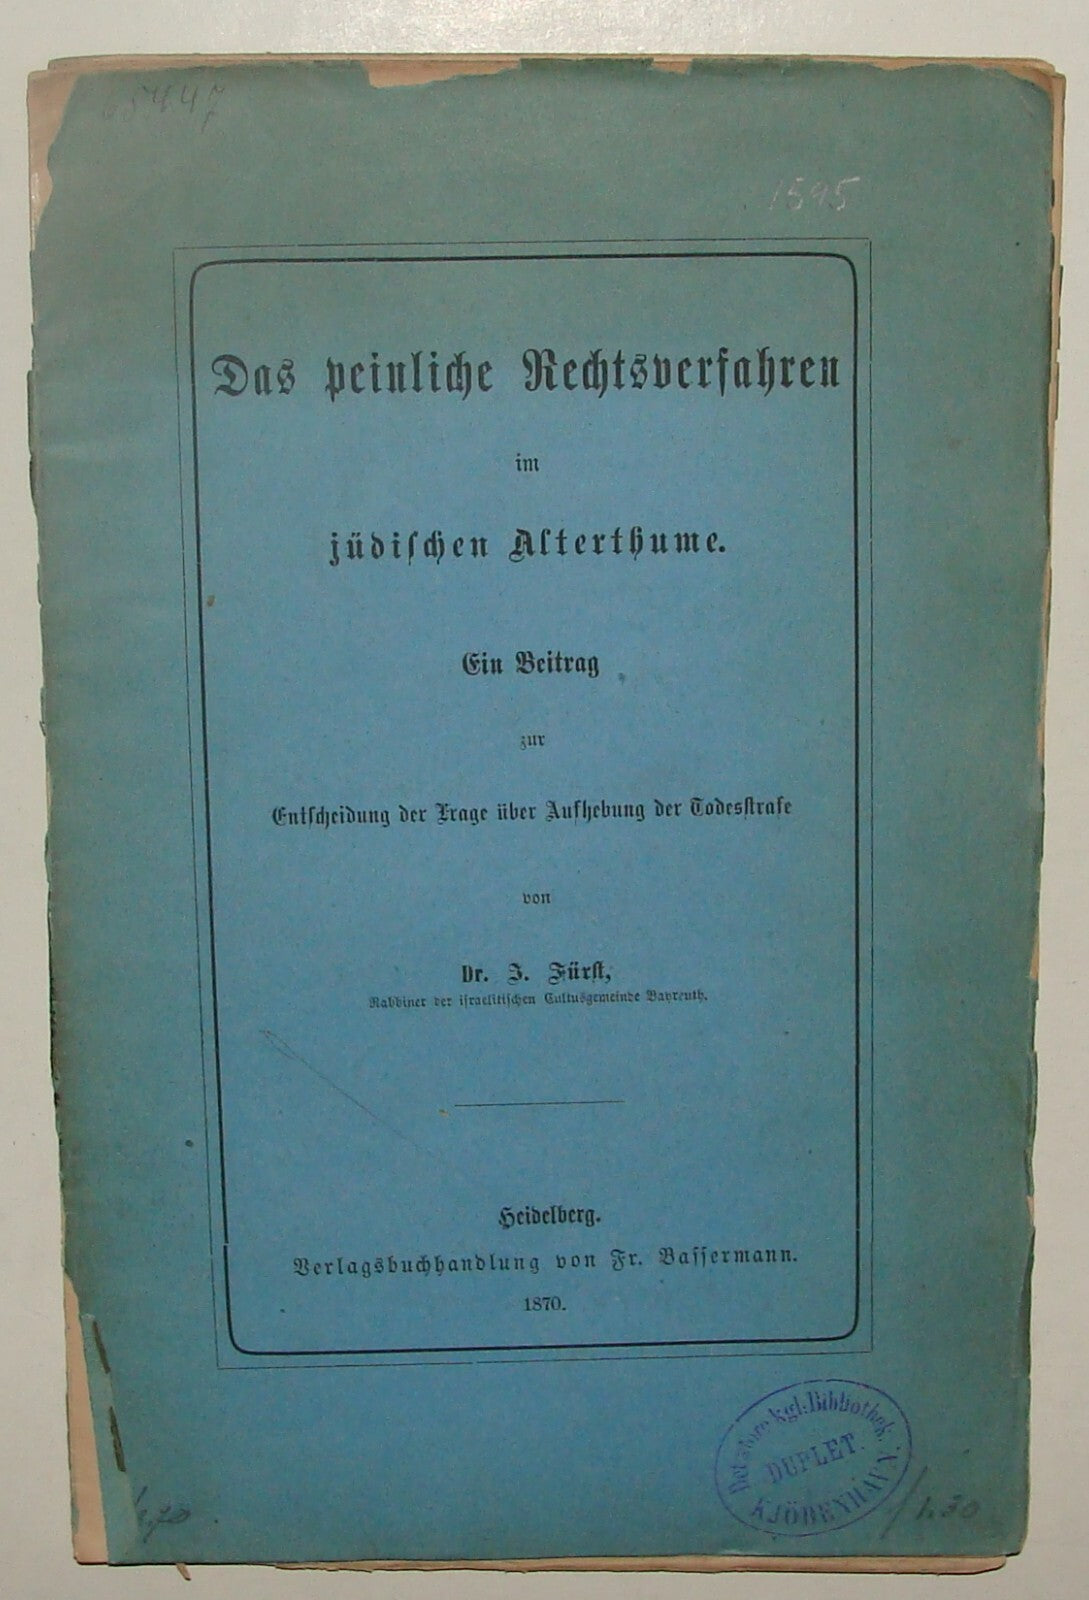 65447
1595
Das peinliche Rechtsverfahren
im
jüdischen Alterthume.
Ein Beitrag
zur
Entscheidung der Frage über Aufhebung der Todesstrafe
von
Dr. J. Fürst,
Rabbiner der israelitischen Cultusgemeinde Bayreuth.
Heidelberg.
Verlagsbuchhandlung von Fr. Bassermann.
1870.
Det store Kgl. Bibliothek.
DUPLET.
KJÖBENHAVN.